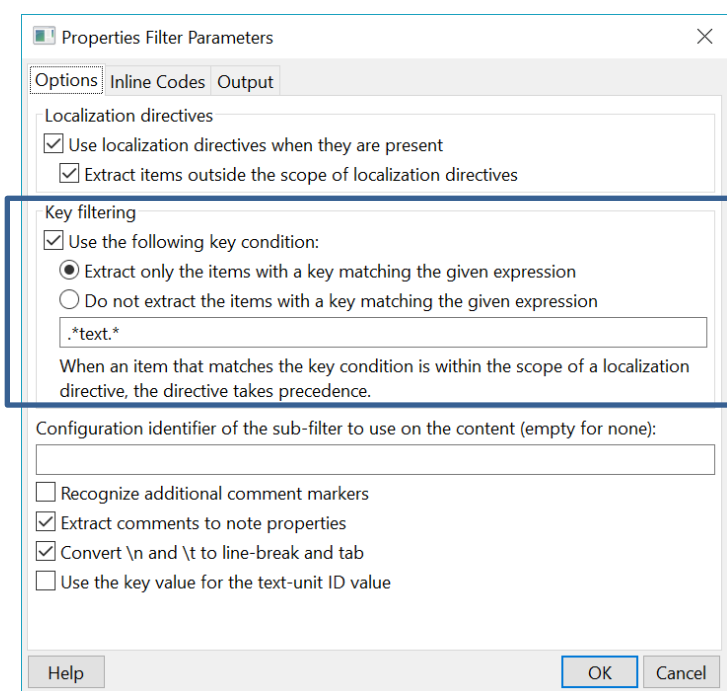 Properties Filter Parameters
Options Inline Codes Output
Localization directives
Use localization directives when they are present
Extract items outside the scope of localization directives
Key filtering
Use the following key condition:
Extract only the items with a key matching the given expression
Do not extract the items with a key matching the given expression
.*text.*
When an item that matches the key condition is within the scope of a localization
directive, the directive takes precedence.
Configuration identifier of the sub-filter to use on the content (empty for none):
Recognize additional comment markers
Extract comments to note properties
Convert \n and \t to line-break and tab
Use the key value for the text-unit ID value
Help OK Cancel